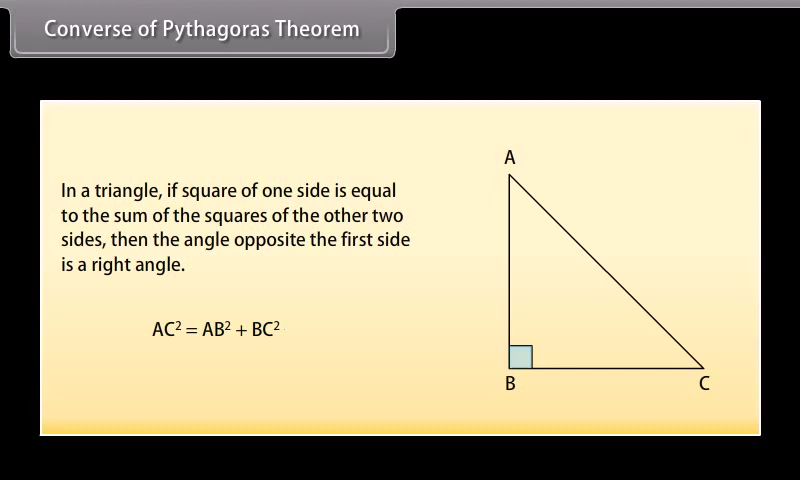 Converse of Pythagoras Theorem
In a triangle, if square of one side is equal
to the sum of the squares of the other two
sides, then the angle opposite the first side
is a right angle.
AC² = AB² + BC²
A
B
C